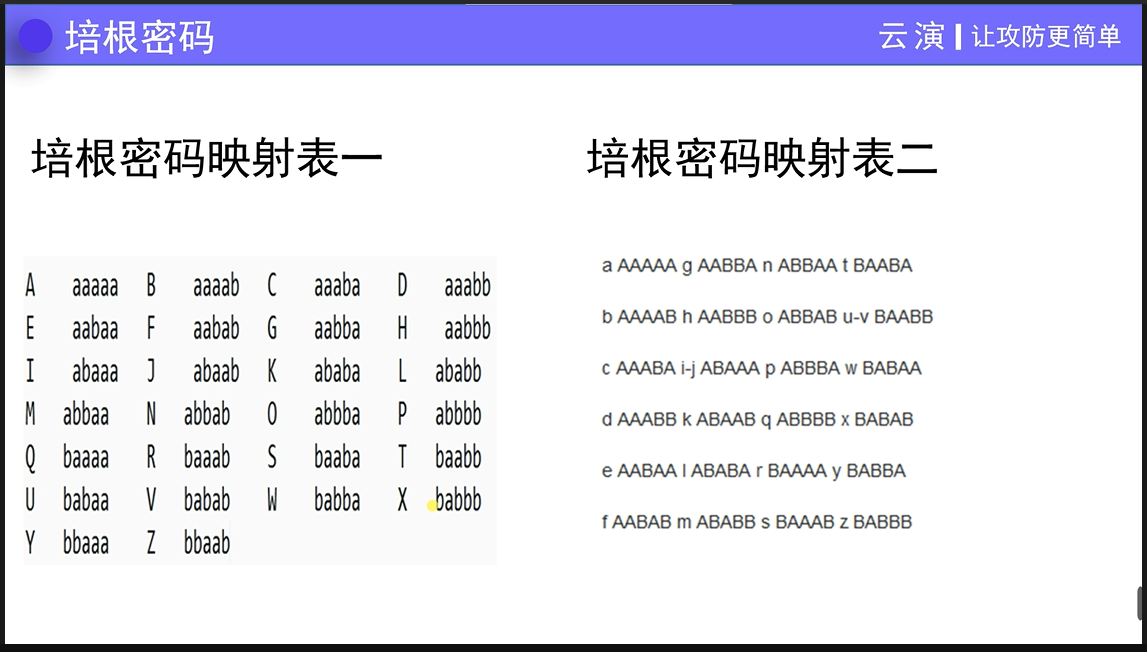 培根密码
云演 | 让攻防更简单
培根密码映射表一
A aaaaa B aaaab C aaaba D aaabb
E aabaa F aabab G aabba H aabbb
I abaaa J abaab K ababa L ababb
M abbaa N abbab O abbba P abbbb
Q baaaa R baaab S baaba T baabb
U babaa V babab W babba X babbb
Y bbaaa Z bbaab
培根密码映射表二
a AAAAA g AABBA n ABBAA t BAABA
b AAAAB h AABBB o ABBAB u-v BAABB
c AAABA i-j ABAAA p ABBBA w BABAA
d AAABB k ABAAB q ABBBB x BABAB
e AABAA l ABABA r BAAAA y BABBA
f AABAB m ABABB s BAAAB z BABBB